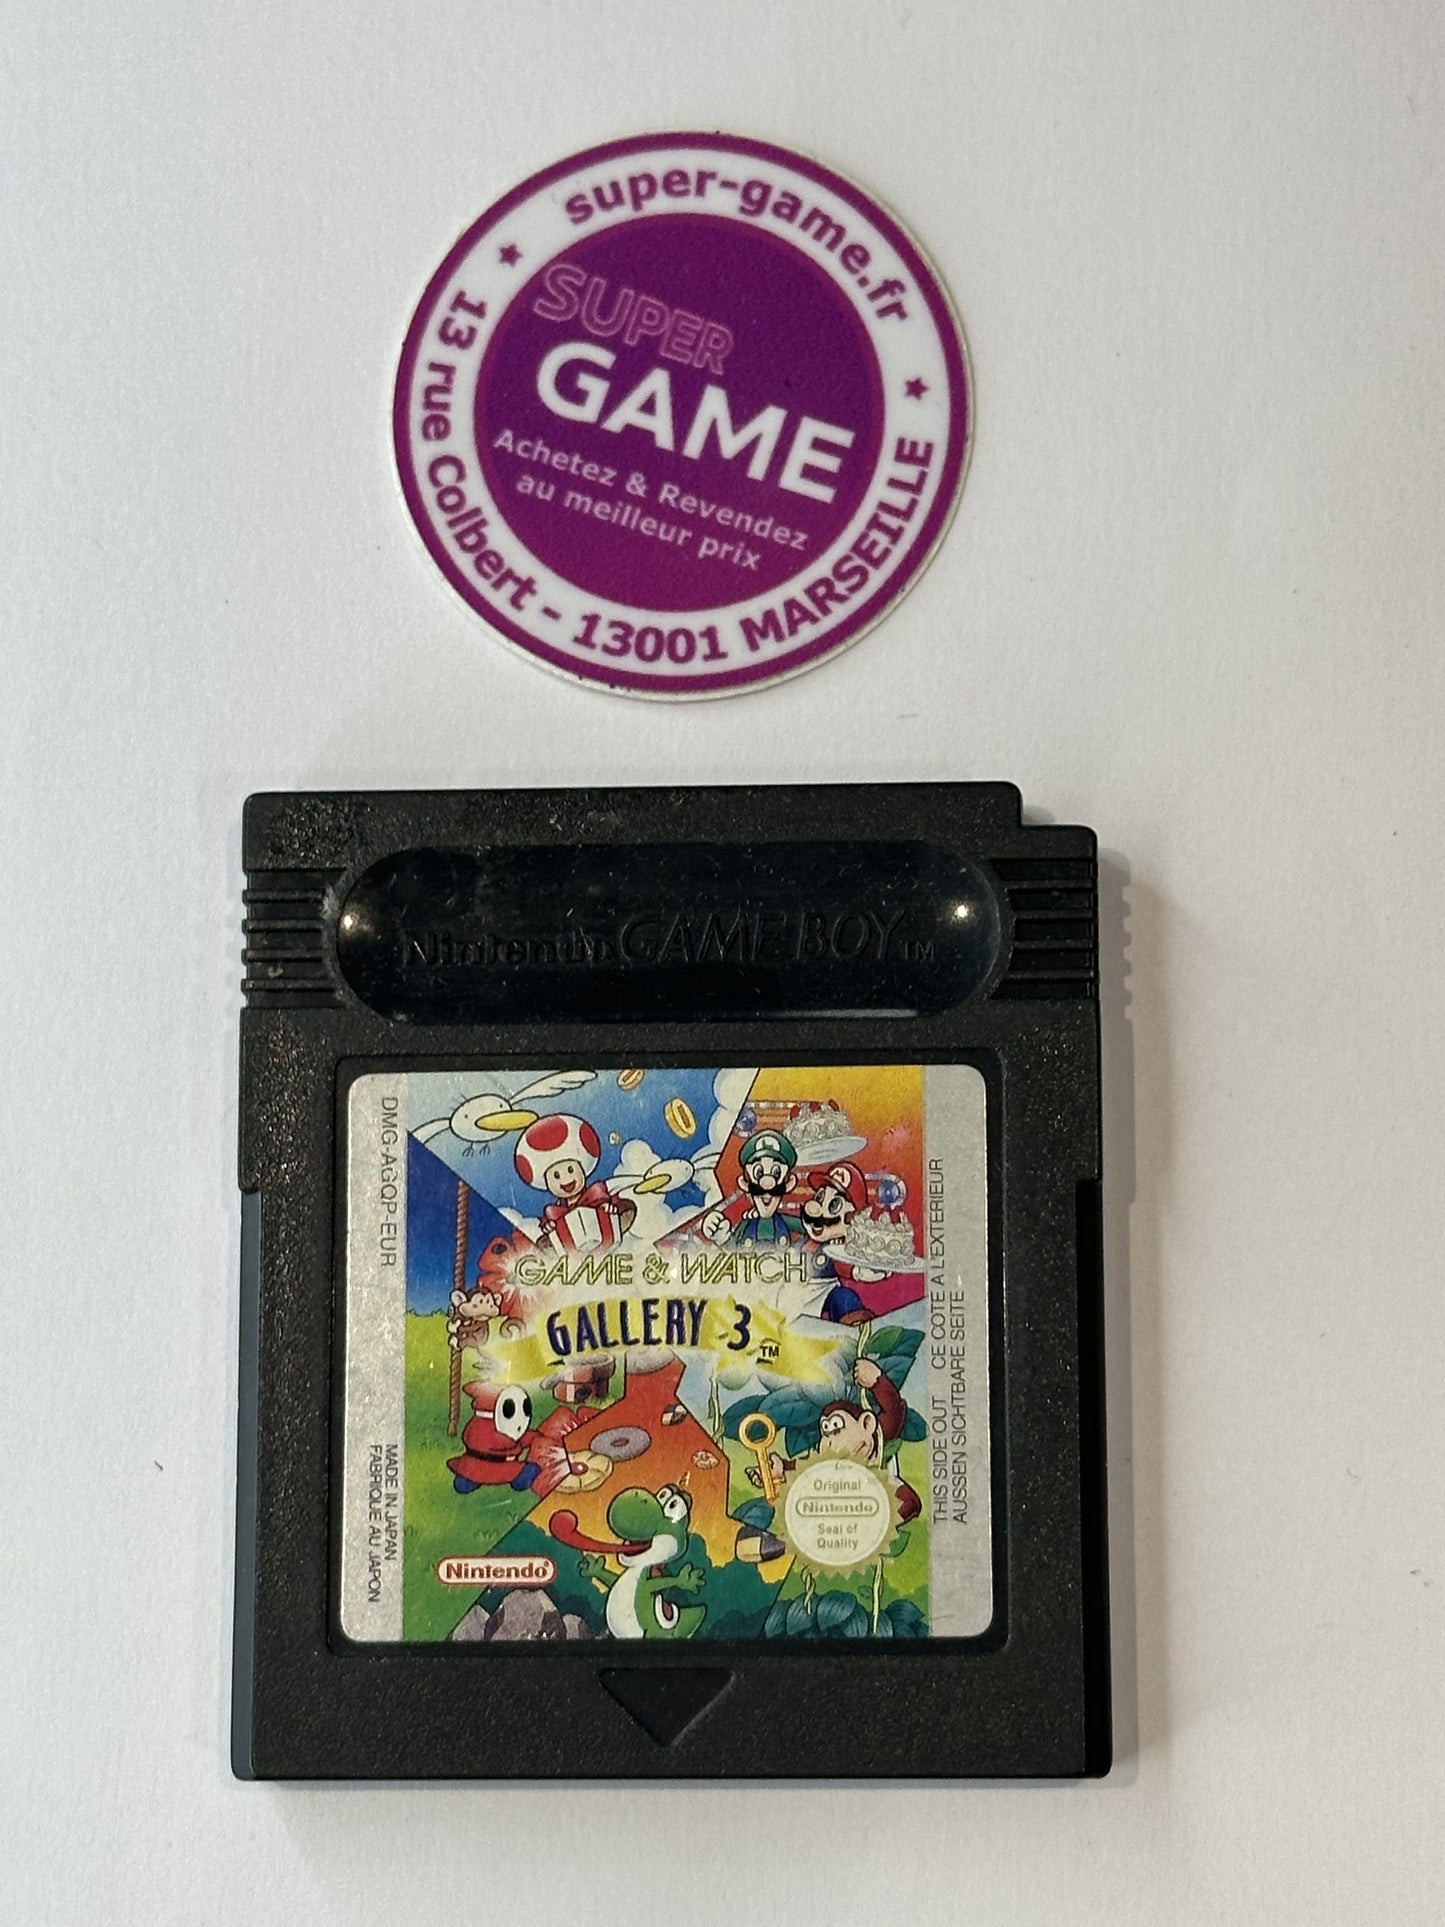 super-game.fr
SUPER
GAME
Achetez & Revendez
au meilleur prix
13 rue Colbert - 13001 MARSEILLE
Nintendo GAME BOY TM
DMG-AGQP-EUR
MADE IN JAPAN
FABRIQUE AU JAPON
GAME & WATCH
GALLERY 3 TM
Nintendo®
Original
Nintendo
Seal of
Quality
THIS SIDE OUT CE COTE A L'EXTERIEUR
AUSSEN SICHTBARE SEITE